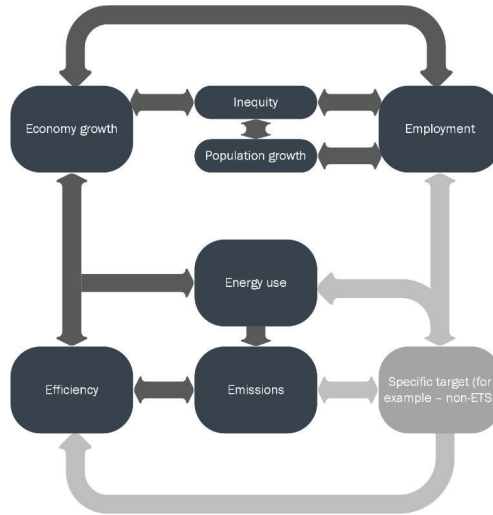 Economy growth
Inequity
Employment
Population growth
Energy use
Efficiency
Emissions
Specific target (for
example – non-ETS